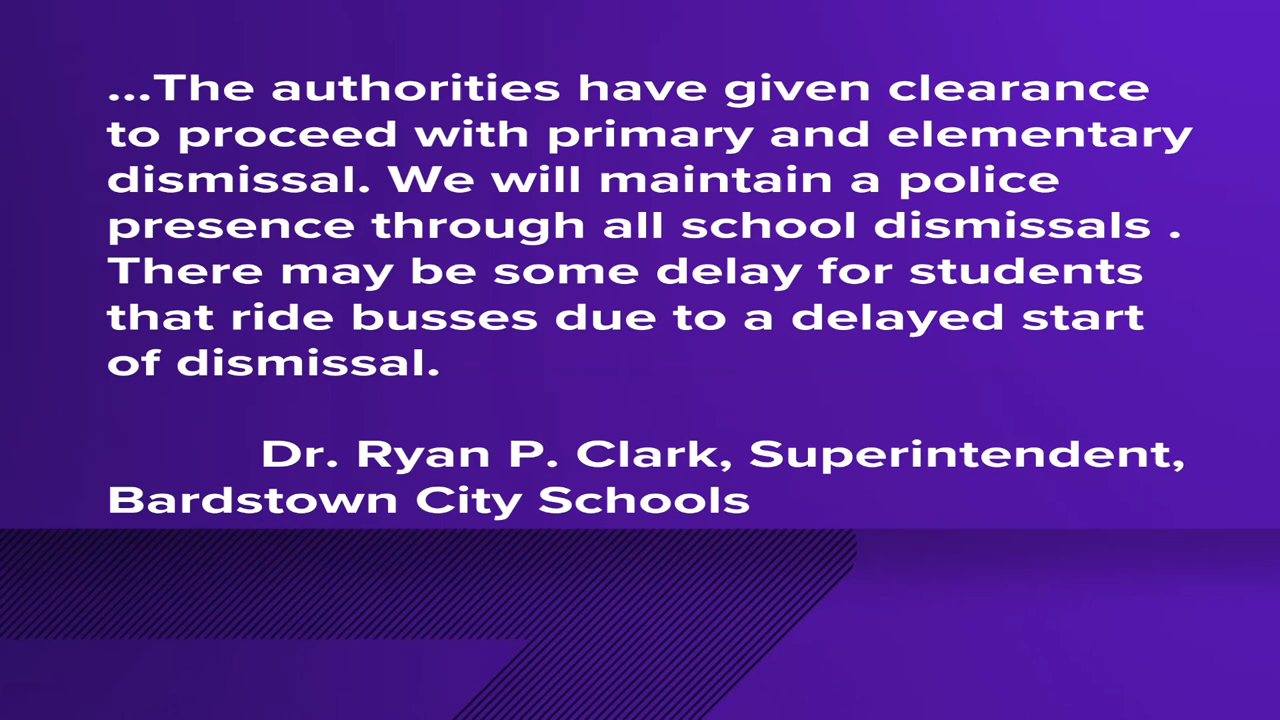 ...The authorities have given clearance
to proceed with primary and elementary
dismissal. We will maintain a police
presence through all school dismissals .
There may be some delay for students
that ride busses due to a delayed start
of dismissal.
Dr. Ryan P. Clark, Superintendent,
Bardstown City Schools